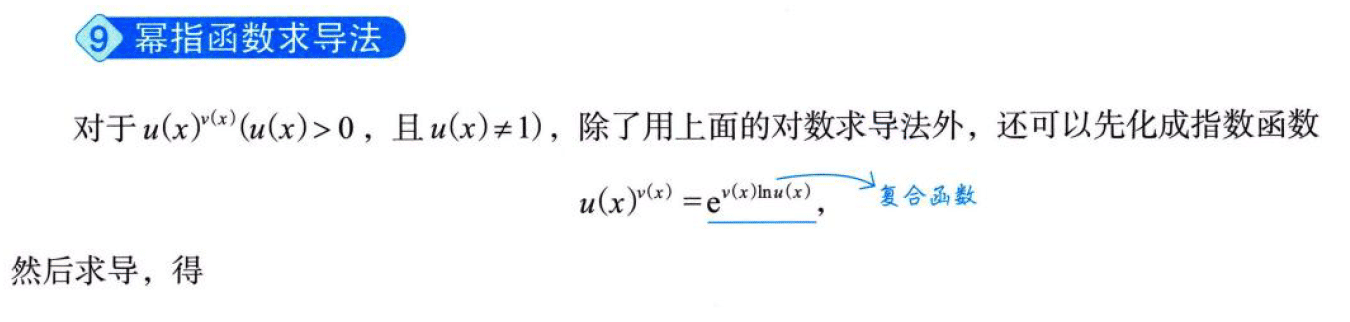 9 幂指函数求导法
对于 u(x)^{v(x)} (u(x)>0，且 u(x)≠1)，除了用上面的对数求导法外，还可以先化成指数函数
u(x)^{v(x)} = e^{v(x)ln u(x)}， 复合函数
然后求导，得